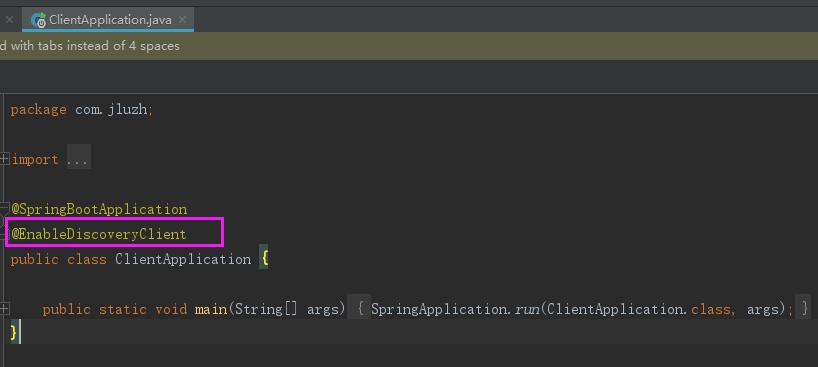 ClientApplication.java
d with tabs instead of 4 spaces
package com.jluzh;
import ...
@SpringBootApplication
@EnableDiscoveryClient
public class ClientApplication {
public static void main(String[] args) { SpringApplication.run(ClientApplication.class, args); }
}